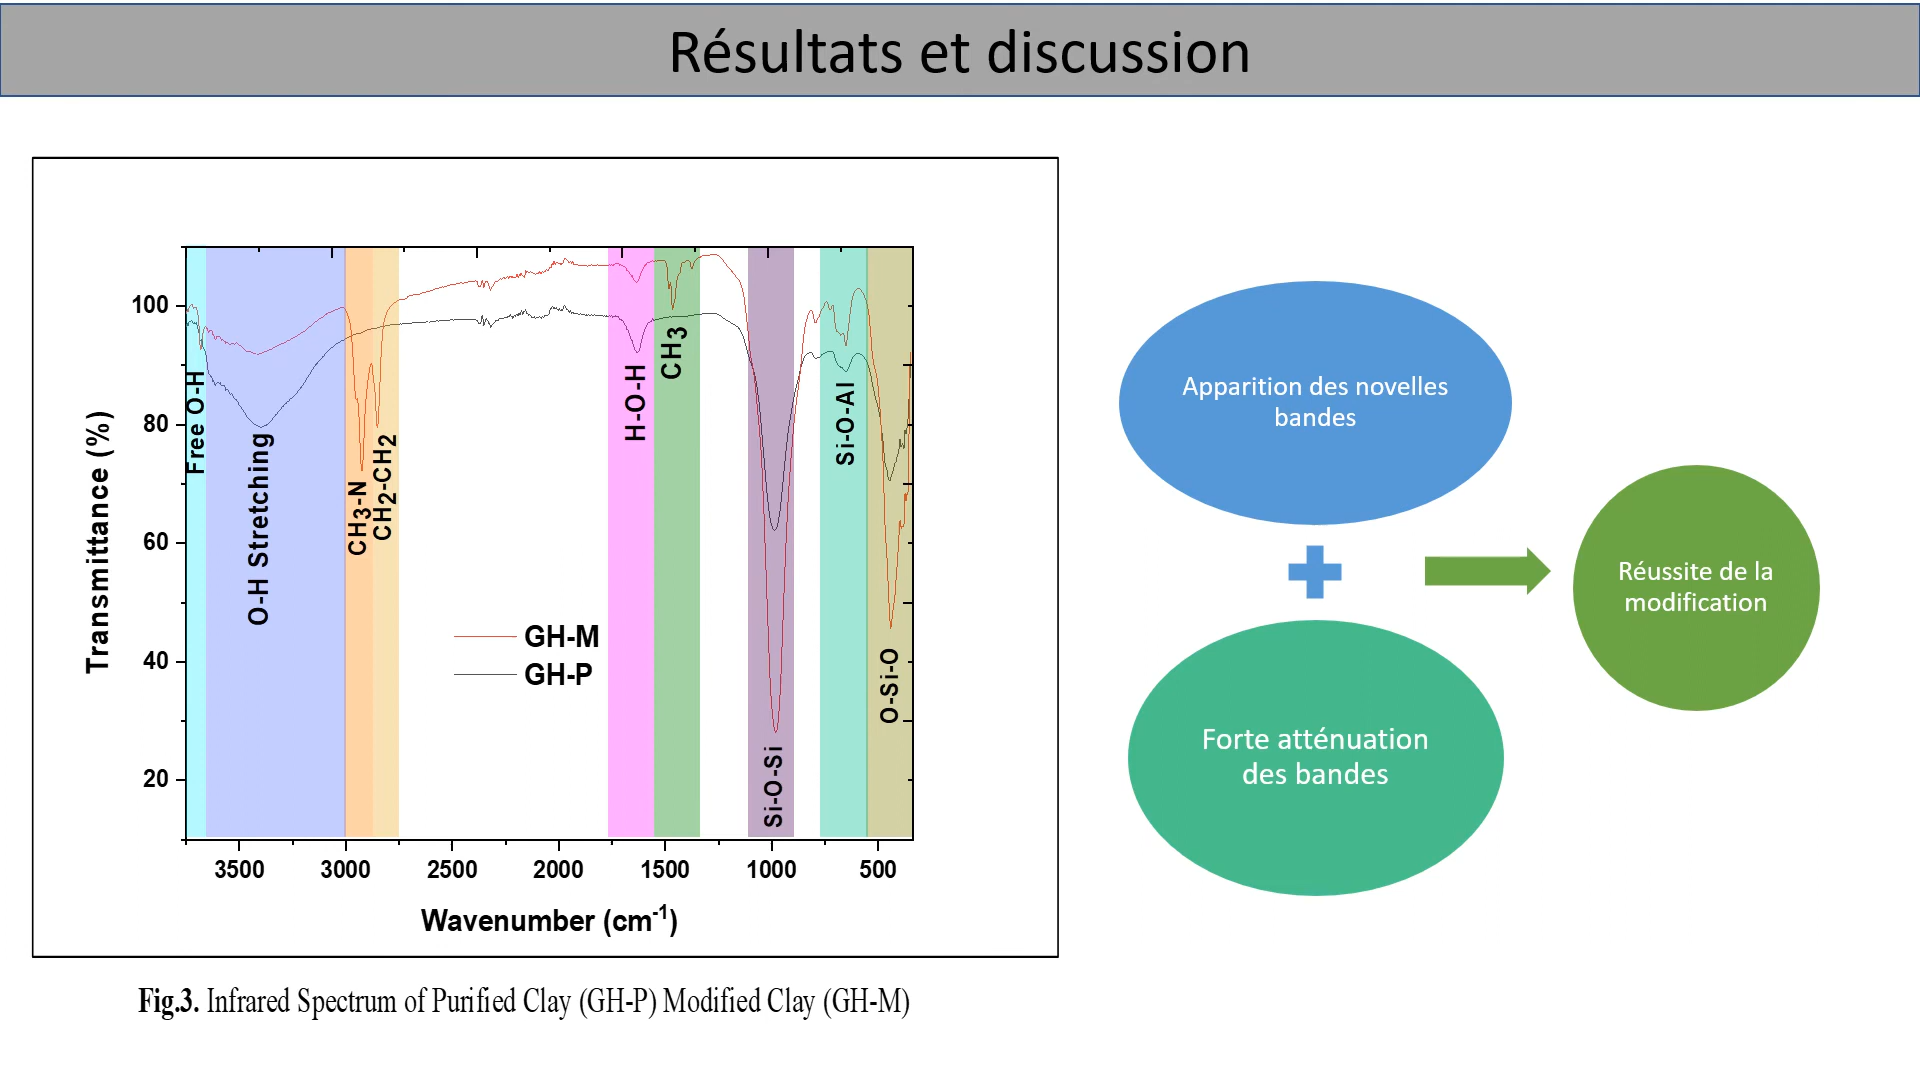 Résultats et discussion
100
80
60
40
20
Transmittance (%)
Free O-H
O-H Stretching
CH3-N
CH2-CH2
H-O-H
CH3
Si-O-Si
Si-O-Al
O-Si-O
GH-M
GH-P
3500
3000
2500
2000
1500
1000
500
Wavenumber (cm-1)
Fig.3. Infrared Spectrum of Purified Clay (GH-P) Modified Clay (GH-M)
Apparition des novelles
bandes
Forte atténuation
des bandes
Réussite de la
modification